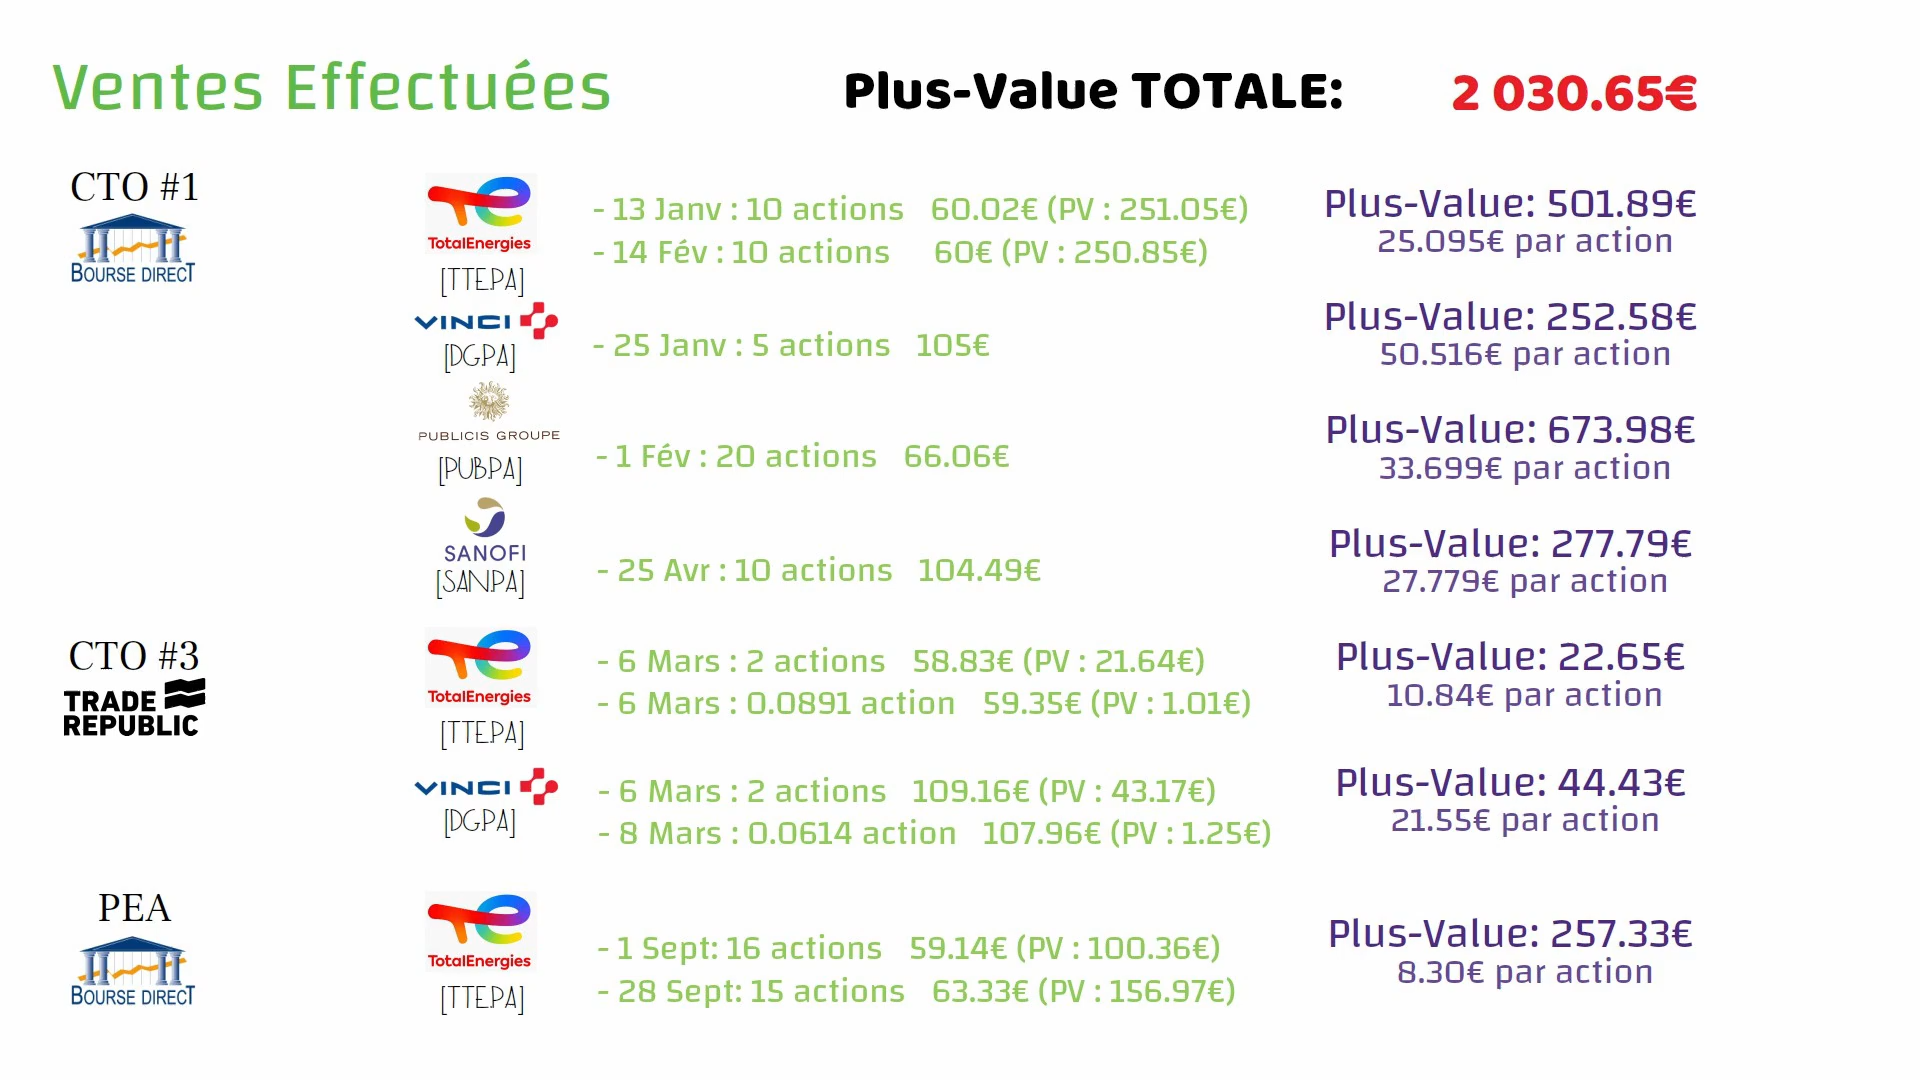 Ventes Effectuées
Plus-Value TOTALE: 2 030.65€
CTO #1
BOURSE DIRECT
TotalEnergies
[TTE.PA]
- 13 Janv : 10 actions 60.02€ (PV : 251.05€)
- 14 Fév : 10 actions 60€ (PV : 250.85€)
Plus-Value: 501.89€
25.095€ par action
VINCI
[DG.PA]
- 25 Janv : 5 actions 105€
Plus-Value: 252.58€
50.516€ par action
PUBLICIS GROUPE
[PUB.PA]
- 1 Fév : 20 actions 66.06€
Plus-Value: 673.98€
33.699€ par action
SANOFI
[SAN.PA]
- 25 Avr : 10 actions 104.49€
Plus-Value: 277.79€
27.779€ par action
CTO #3
TRADE
REPUBLIC
TotalEnergies
[TTE.PA]
- 6 Mars : 2 actions 58.83€ (PV : 21.64€)
- 6 Mars : 0.0891 action 59.35€ (PV : 1.01€)
Plus-Value: 22.65€
10.84€ par action
VINCI
[DG.PA]
- 6 Mars : 2 actions 109.16€ (PV : 43.17€)
- 8 Mars : 0.0614 action 107.96€ (PV : 1.25€)
Plus-Value: 44.43€
21.55€ par action
PEA
BOURSE DIRECT
TotalEnergies
[TTE.PA]
- 1 Sept: 16 actions 59.14€ (PV : 100.36€)
- 28 Sept: 15 actions 63.33€ (PV : 156.97€)
Plus-Value: 257.33€
8.30€ par action